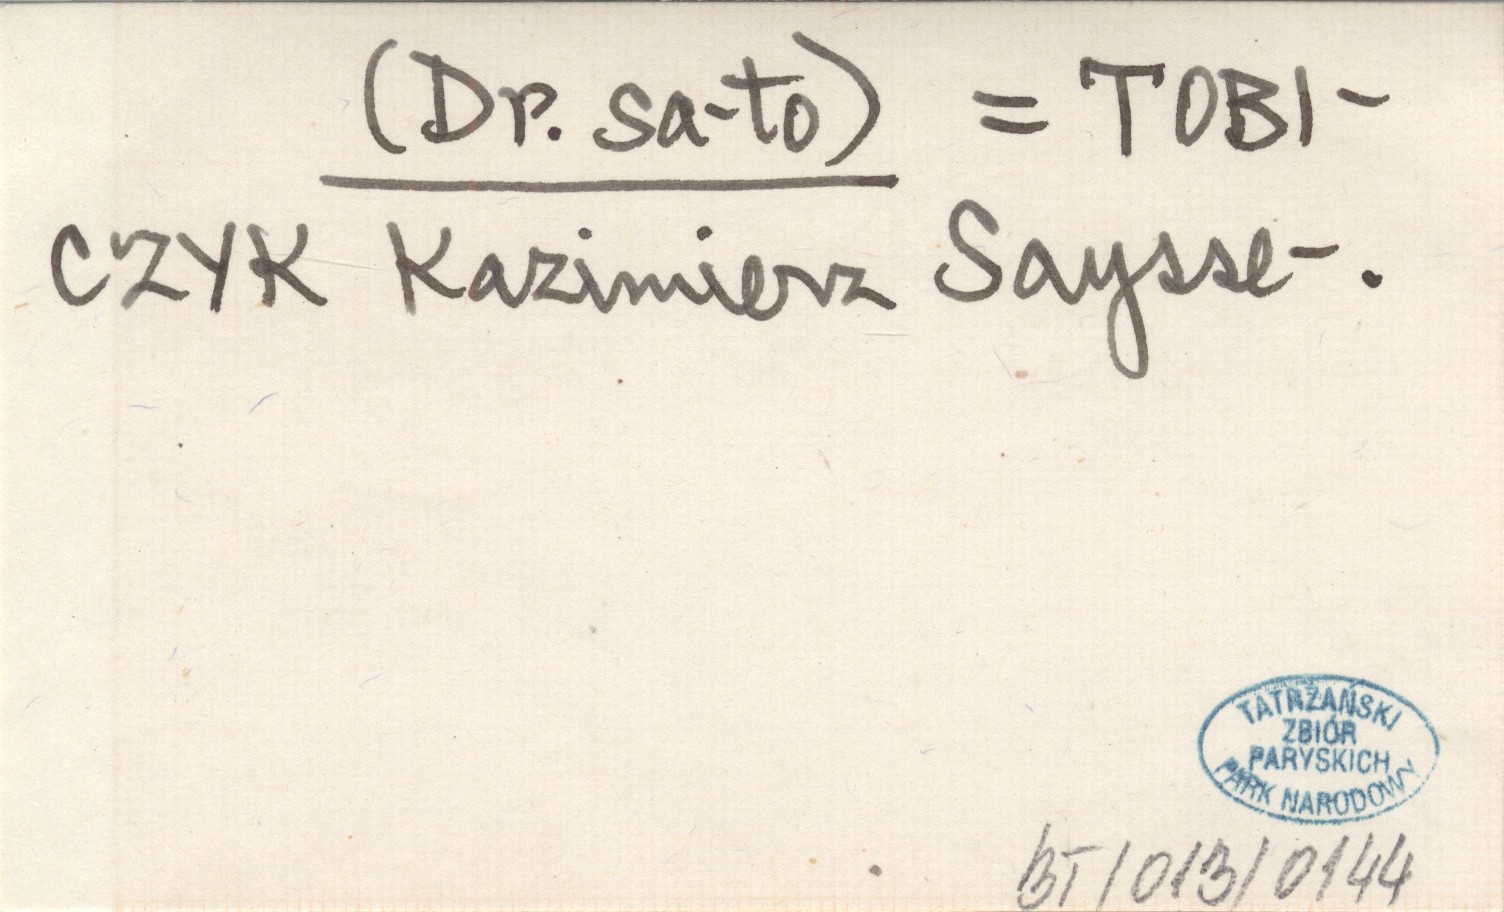 (Dr. sa-to) = TOBI-
CZYK Kazimierz Saysse-.
TATRZAŃSKI
ZBIÓR
PARYSKICH
PARK NARODOWY
BT/013/0144